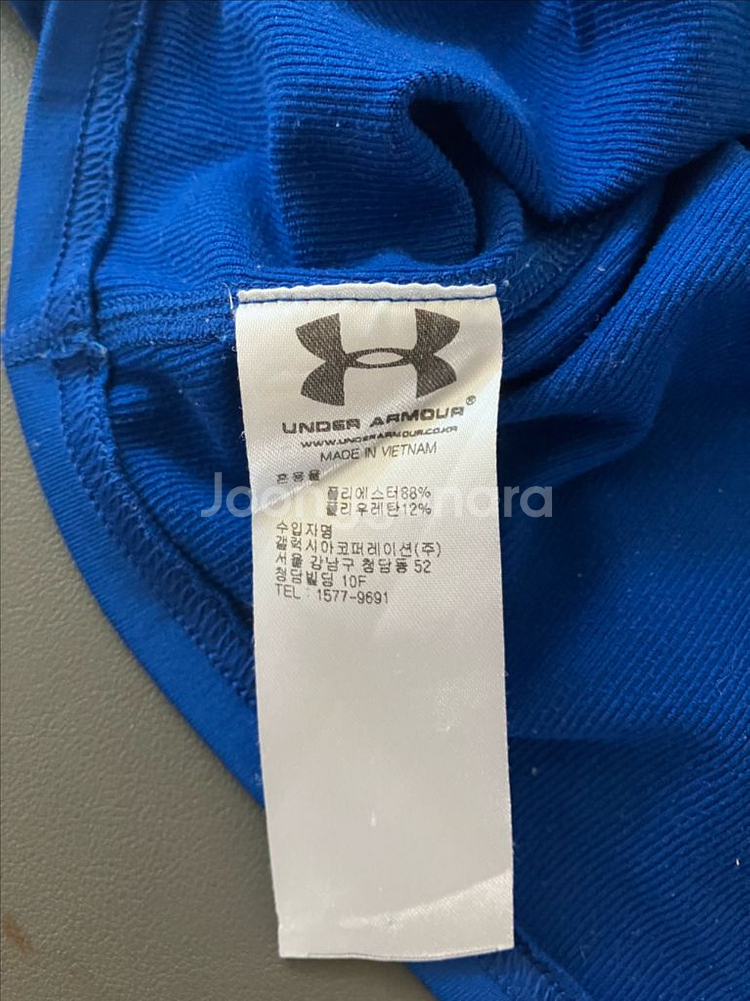 UNDER ARMOUR®
WWW.UNDERARMOUR.CO.KR
MADE IN VIETNAM
혼용율
폴리에스터88%
폴리우레탄12%
수입자명
갤럭시아코퍼레이션(주)
서울 강남구 청담동 52
청담빌딩 10F
TEL : 1577-9691
Joonggonara